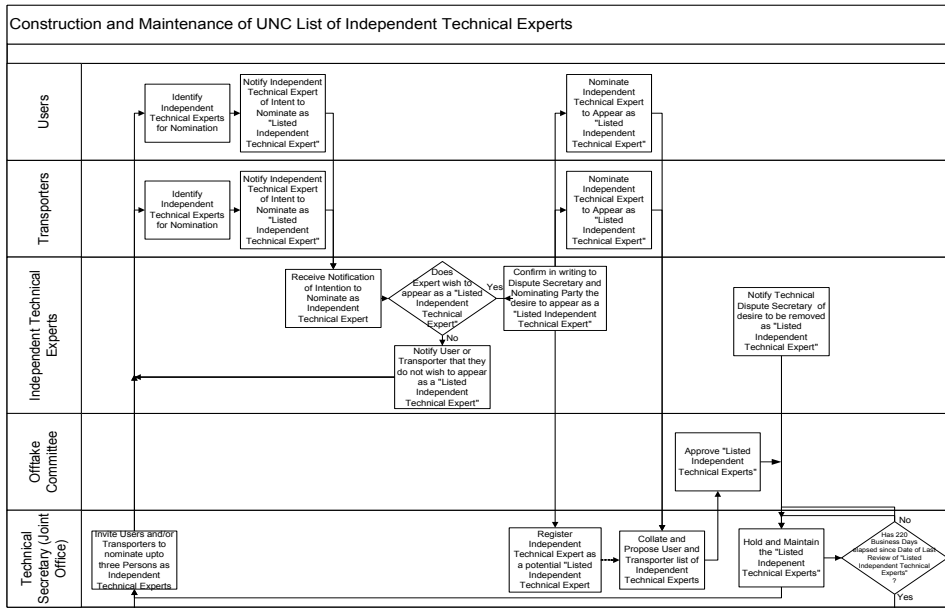 Construction and Maintenance of UNC List of Independent Technical Experts
Users
Identify
Independent
Technical Experts
for Nomination
Notify Independent
Technical Expert
of Intent to
Nominate as "Listed
Independent
Technical Expert"
Nominate
Independent
Technical Expert
to Appear as
"Listed
Independent
Technical Expert"
Transporters
Identify
Independent
Technical Experts
for Nomination
Notify Independent
Technical Expert
of Intent to
Nominate as
"Listed
Independent
Technical Expert"
Nominate
Independent
Technical Expert
to Appear as
"Listed
Independent
Technical Expert"
Independent Technical
Experts
Receive Notification
of Intention to
Nominate as
Independent
Technical Expert
Does
Expert wish to
appear as a "Listed
Independent
Technical
Expert"
Yes
No
Confirm in writing to
Dispute Secretary and
Nominating Party the
desire to appear as a
"Listed Independent
Technical Expert"
Notify User or
Transporter that they
do not wish to appear
as a "Listed
Independent
Technical Expert"
Notify Technical
Dispute Secretary of
desire to be removed
as "Listed
Independent
Technical Expert"
Offtake
Committee
Approve "Listed
Independent
Technical Experts"
Technical
Secretary (Joint
Office)
Invite Users and/or
Transporters to
nominate upto
three Persons as
Independent
Technical Experts
Register
Independent
Technical Expert as
a potential "Listed
Independent
Technical Expert
Collate and
Propose User and
Transporter list of
Independent
Technical Experts
Hold and Maintain
the "Listed
Indepenent
Technical Experts"
Has 220
Business Days
elapsed since Date of Last
Review of "Listed
Independent Technical
Experts"
?
No
Yes